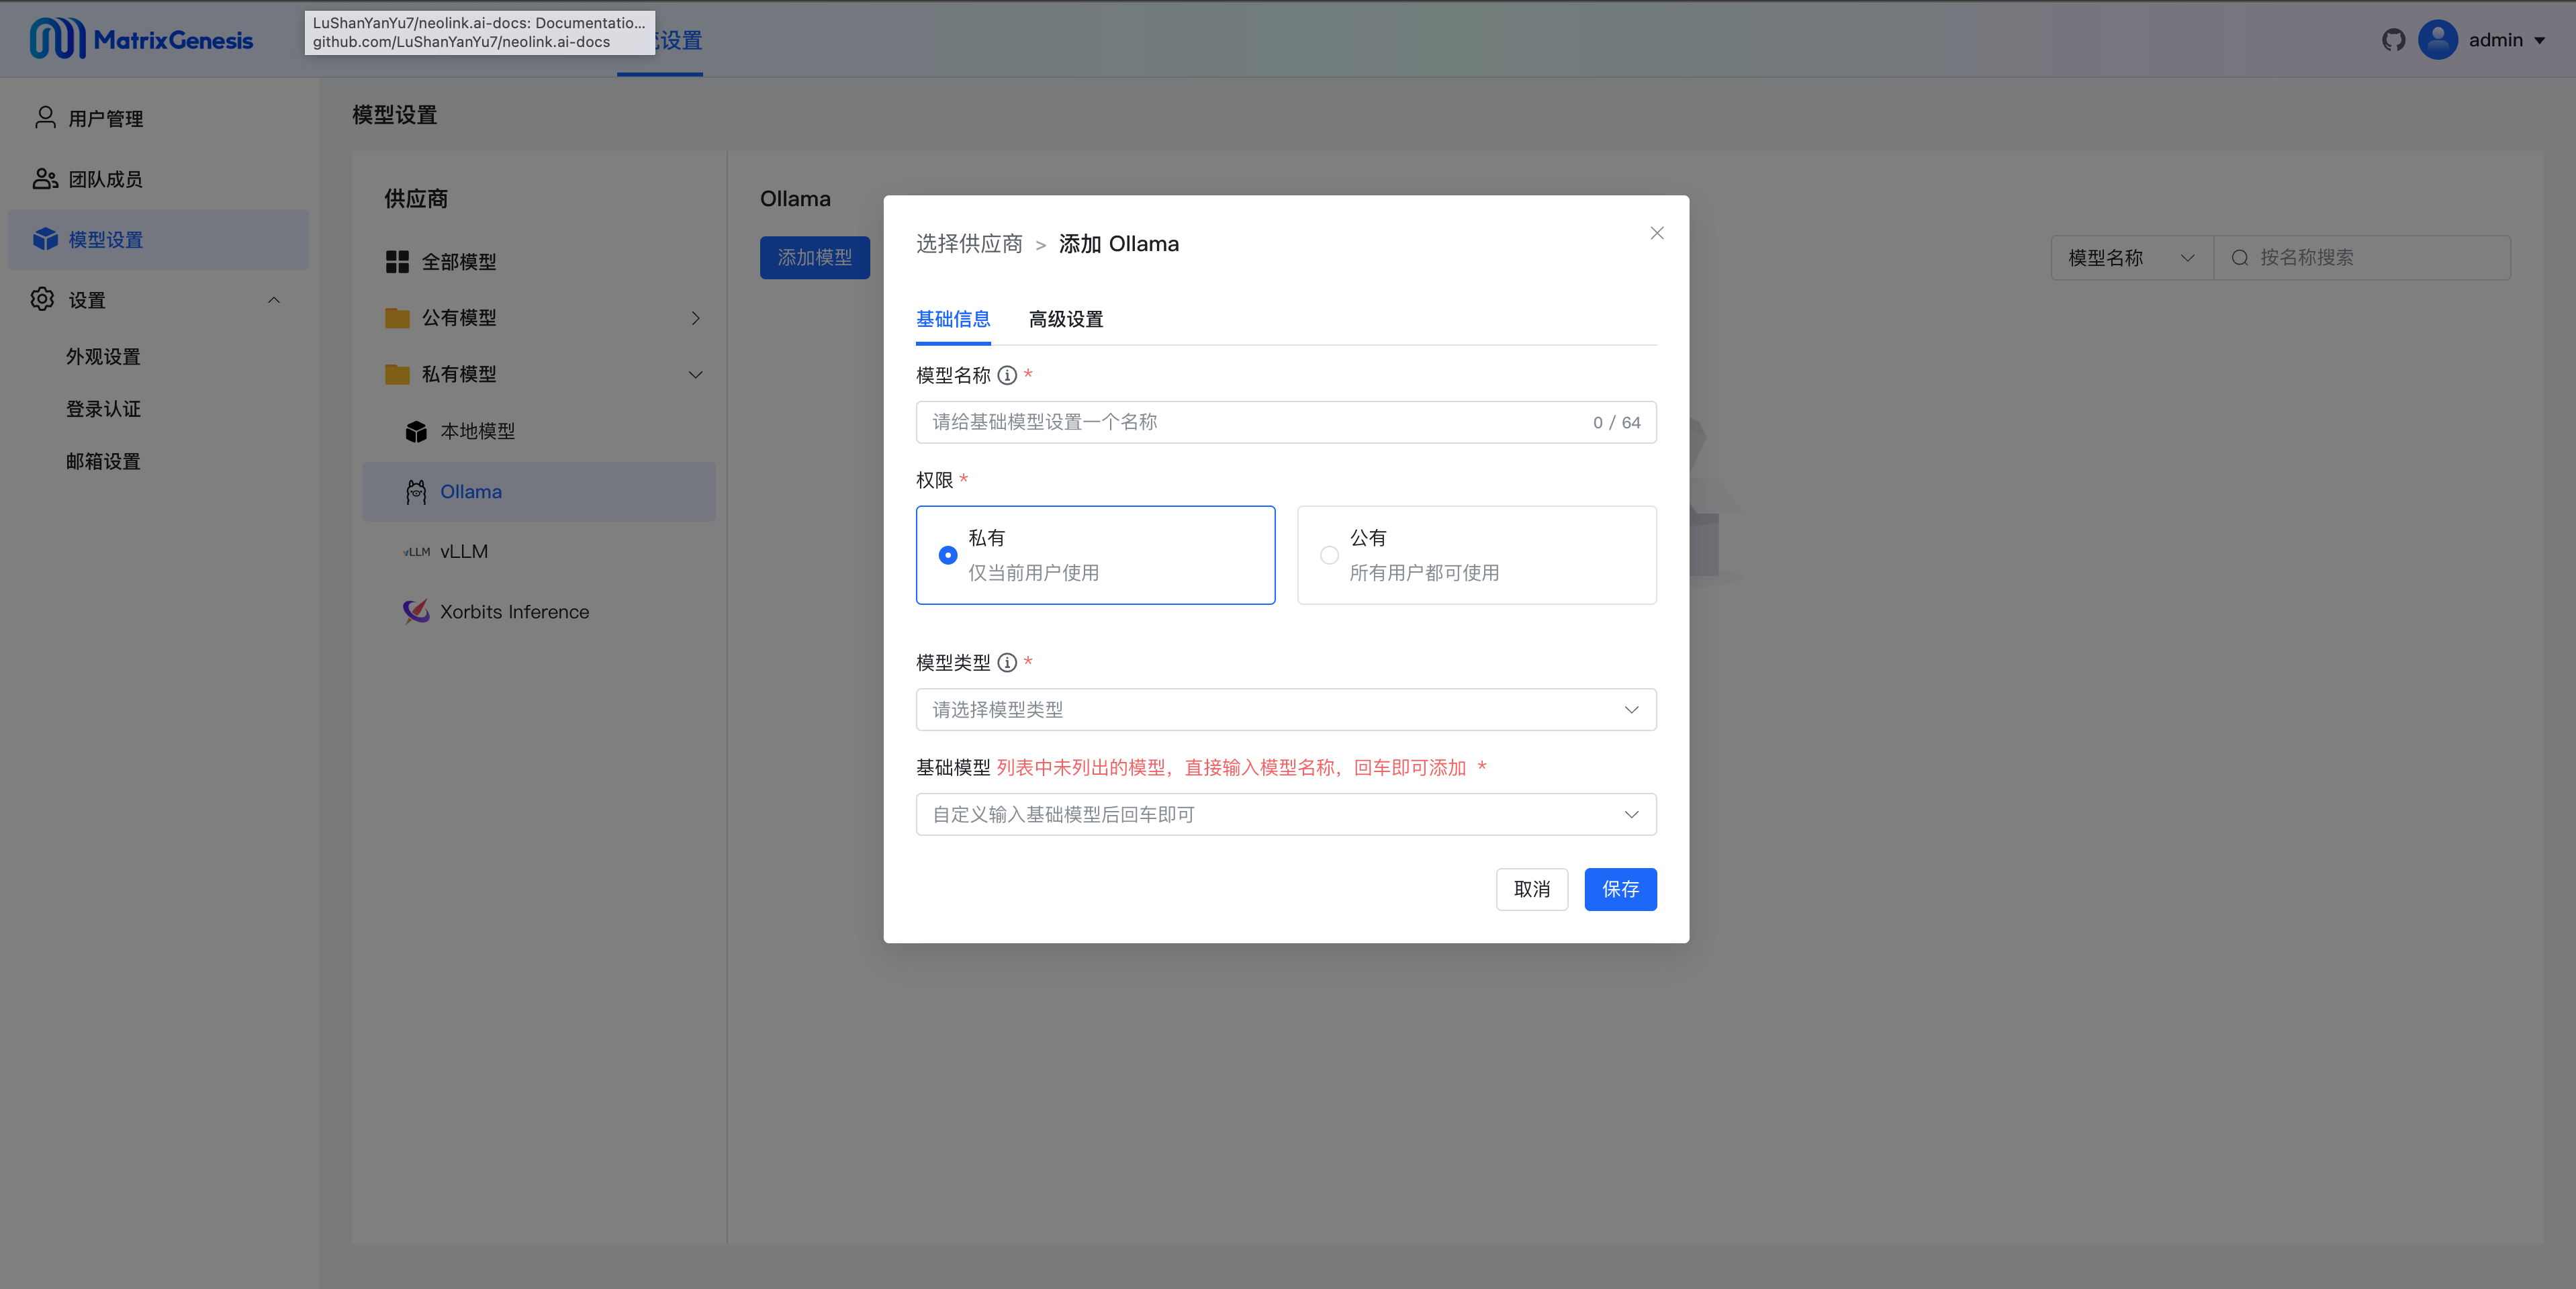 MatrixGenesis
LuShanYanYu7/neolink.ai-docs: Documentatio...
github.com/LuShanYanYu7/neolink.ai-docs
设置
admin
用户管理
团队成员
模型设置
设置
外观设置
登录认证
邮箱设置
模型设置
供应商
全部模型
公有模型
私有模型
本地模型
Ollama
vLLM vLLM
Xorbits Inference
Ollama
添加模型
模型名称
按名称搜索
选择供应商 > 添加 Ollama
基础信息 高级设置
模型名称 *
请给基础模型设置一个名称 0 / 64
权限 *
私有
仅当前用户使用
公有
所有用户都可使用
模型类型 *
请选择模型类型
基础模型 列表中未列出的模型，直接输入模型名称，回车即可添加 *
自定义输入基础模型后回车即可
取消 保存